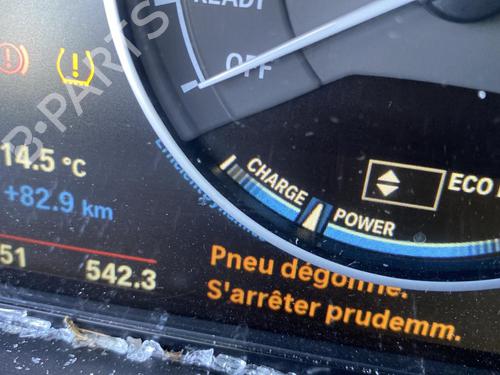 READY
OFF
14.5 °C
+82.9 km
51
542.3
CHARGE
POWER
ECO
Pneu dégonflé.
S'arrêter prudemm.
B-PARTS